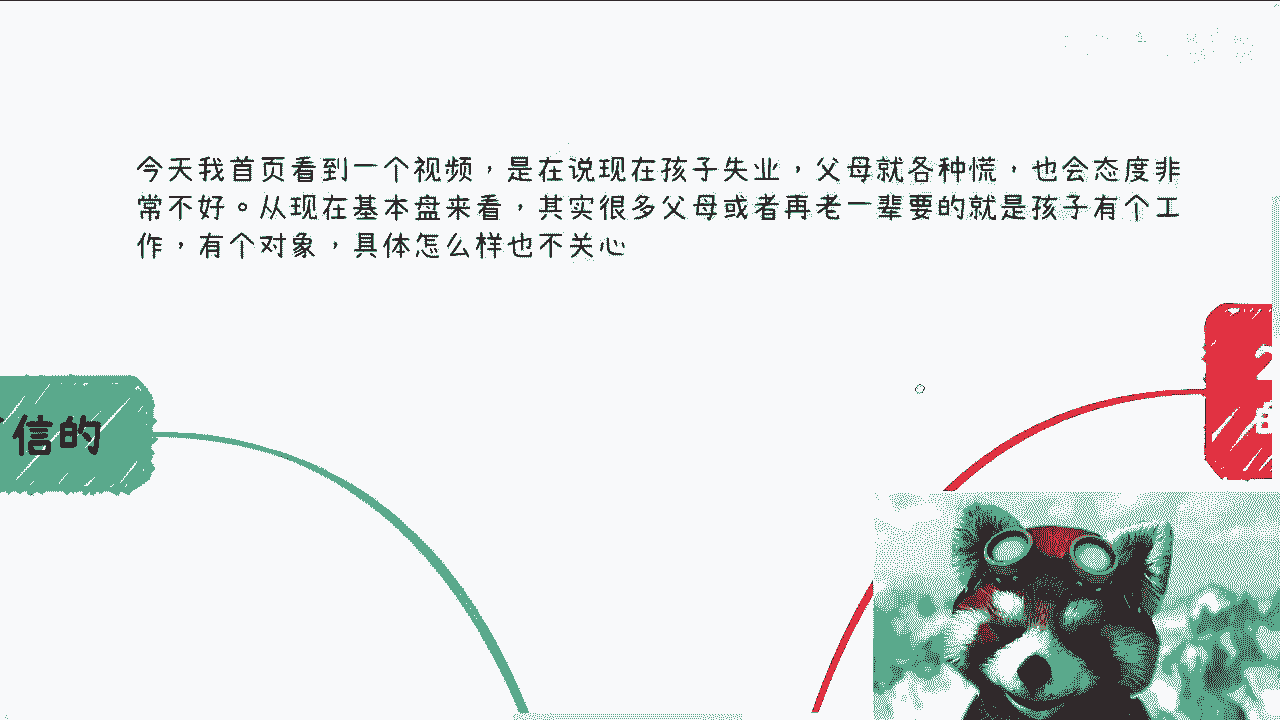 今天我首页看到一个视频，是在说现在孩子失业，父母就各种慌，也会态度非
常不好。从现在基本盘来看，其实很多父母或者再老一辈要的就是孩子有个工
作，有个对象，具体怎么样也不关心
信的
2